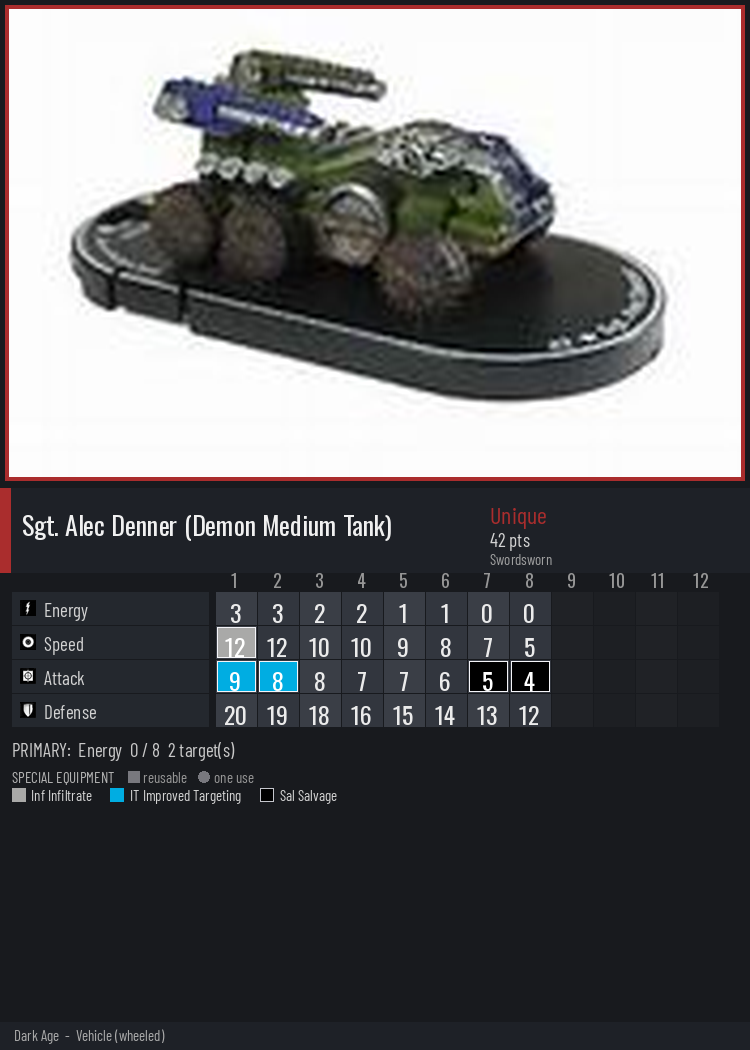 Sgt. Alec Denner (Demon Medium Tank)
Unique
42 pts
Swordsworn
1 2 3 4 5 6 7 8 9 10 11 12
Energy 3 3 2 2 1 1 0 0
Speed 12 12 10 10 9 8 7 5
Attack 9 8 8 7 7 6 5 4
Defense 20 19 18 16 15 14 13 12
PRIMARY: Energy 0 / 8 2 target(s)
SPECIAL EQUIPMENT reusable one use
Inf Infiltrate IT Improved Targeting Sal Salvage
Dark Age - Vehicle (wheeled)